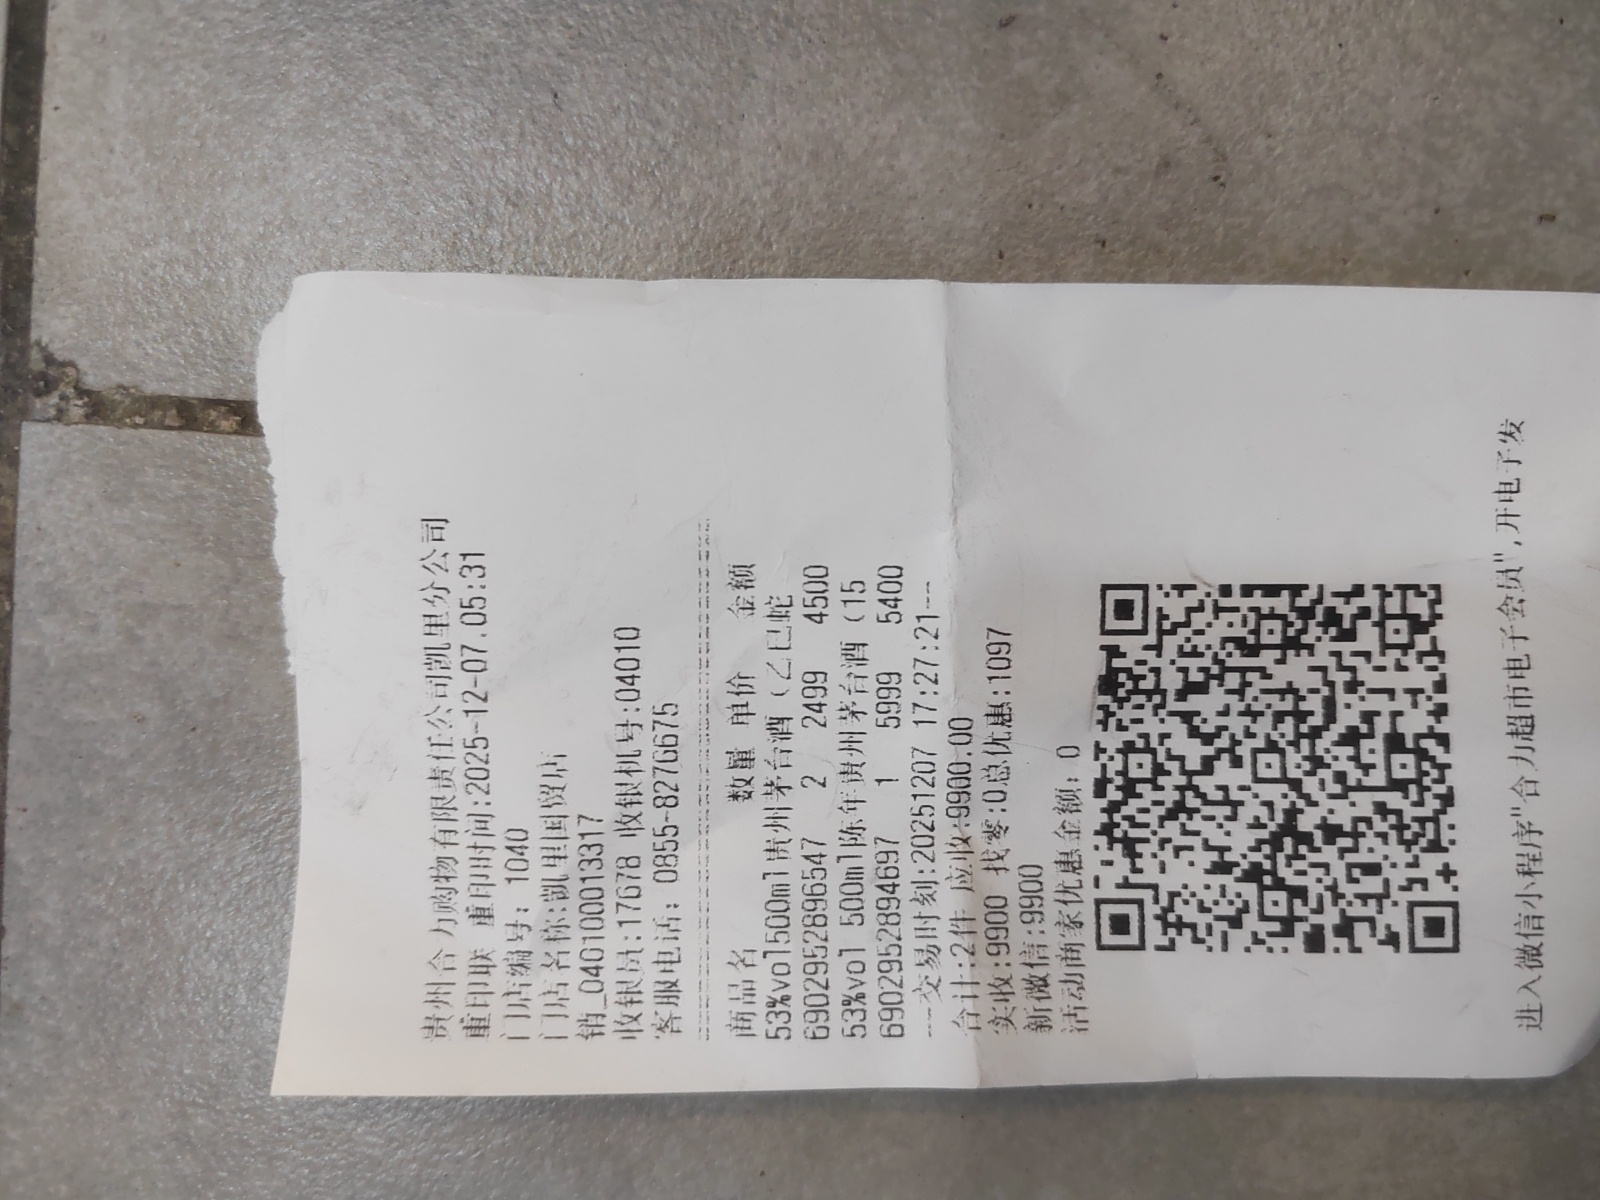 贵州合力购物有限责任公司凯里分公司
重印联 重印时间:2025-12-07.05:31
门店编号: 1040
门店名称:凯里国贸店
销_040100013317
收银员:17678 收银机号:04010
客服电话: 0855-8276675
商品名 数量 单价 金额
53%vol500ml贵州茅台酒(乙巳蛇
6902952896547 2 2499 4500
53%vol 500ml陈年贵州茅台酒(15
6902952894697 1 5999 5400
---交易时刻:20251207 17:27:21--
合计:2件 应收:9900.00
实收:9900 找零:0总优惠:1097
新微信:9900
活动商家优惠金额: 0
进入微信小程序"合力超市电子会员",开电子发